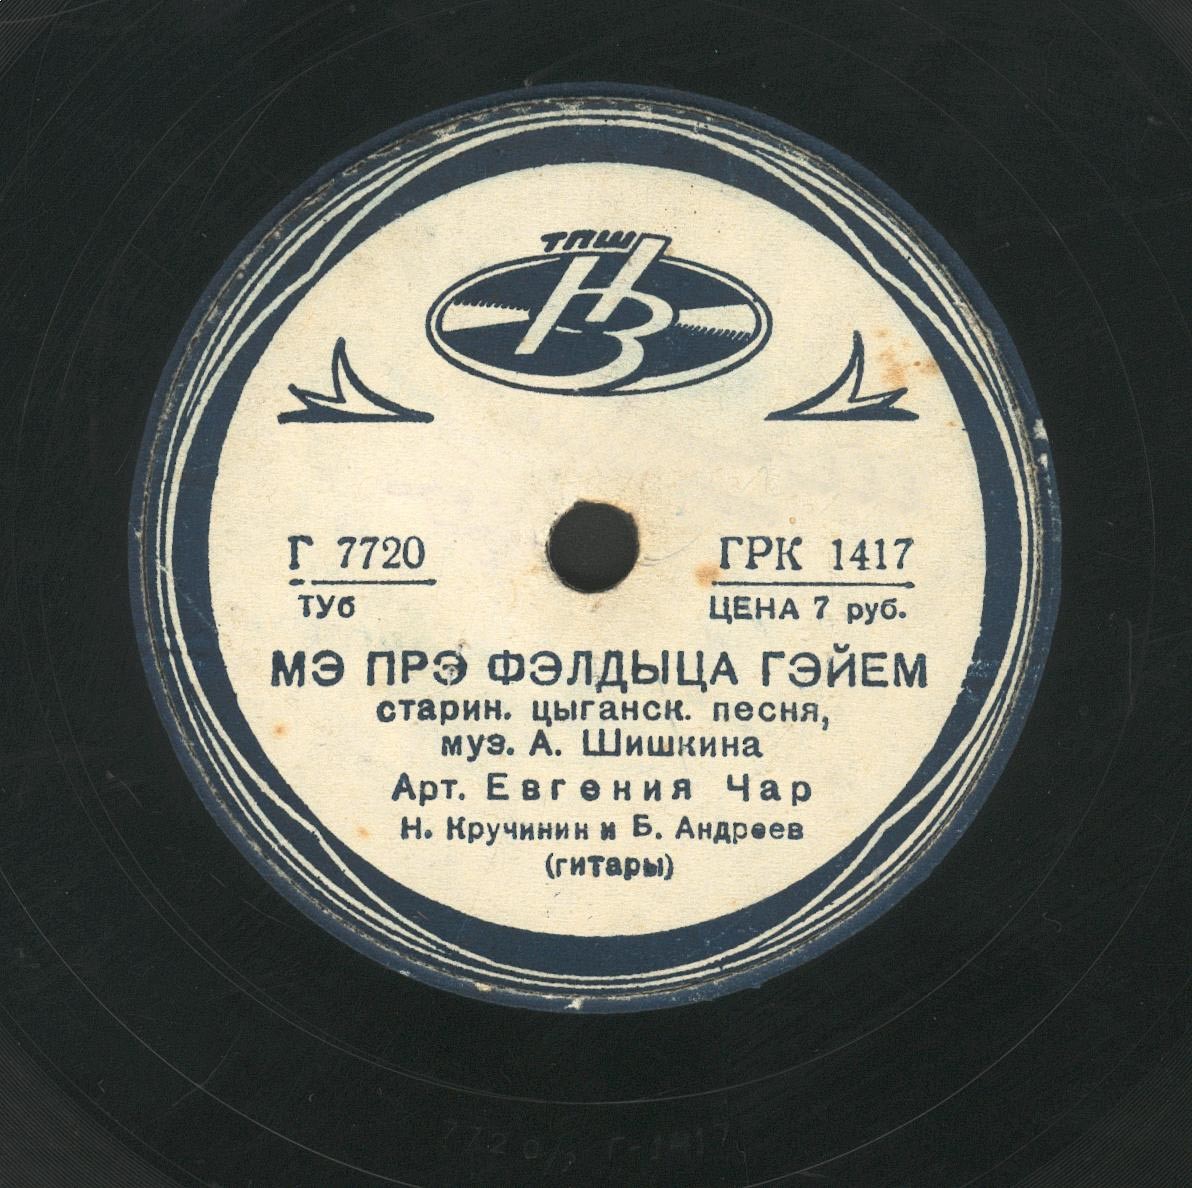 ТПШ
НЗ
Г 7720
ТУб
ГРК 1417
ЦЕНА 7 руб.
МЭ ПРЭ ФЭЛДЫЦА ГЭЙЕМ
старин. цыганск. песня,
муз. А. Шишкина
Арт. Евгения Чар
Н. Кручинин и Б. Андреев
(гитары)